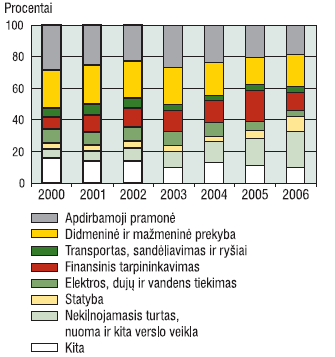 Procentai
100
80
60
40
20
0
2000 2001 2002 2003 2004 2005 2006
Apdirbamoji pramonė
Didmeninė ir mažmeninė prekyba
Transportas, sandėliavimas ir ryšiai
Finansinis tarpininkavimas
Elektros, dujų ir vandens tiekimas
Statyba
Nekilnojamasis turtas,
nuoma ir kita verslo veikla
Kita